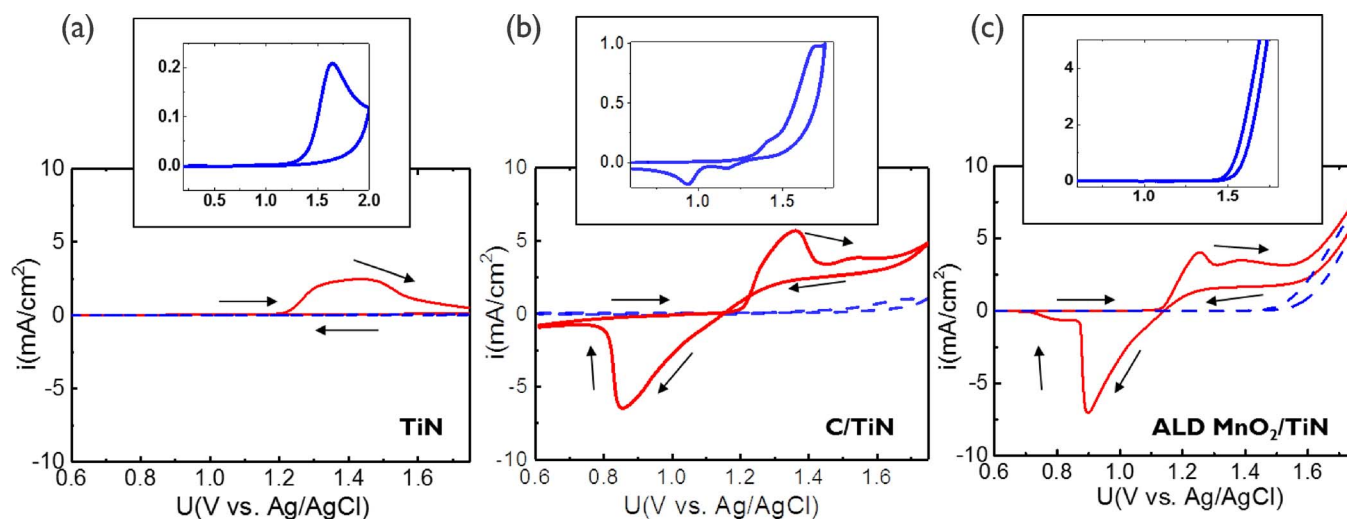 (a)
0.2
0.1
0.0
0.5 1.0 1.5 2.0
10
5
0
-5
-10
i(mA/cm²)
TiN
0.6 0.8 1.0 1.2 1.4 1.6
U(V vs. Ag/AgCl)
(b)
1.0
0.5
0.0
1.0 1.5
10
5
0
-5
-10
i(mA/cm²)
C/TiN
0.6 0.8 1.0 1.2 1.4 1.6
U(V vs. Ag/AgCl)
(c)
4
2
0
1.0 1.5
10
5
0
-5
-10
i(mA/cm²)
ALD MnO₂/TiN
0.6 0.8 1.0 1.2 1.4 1.6
U(V vs. Ag/AgCl)